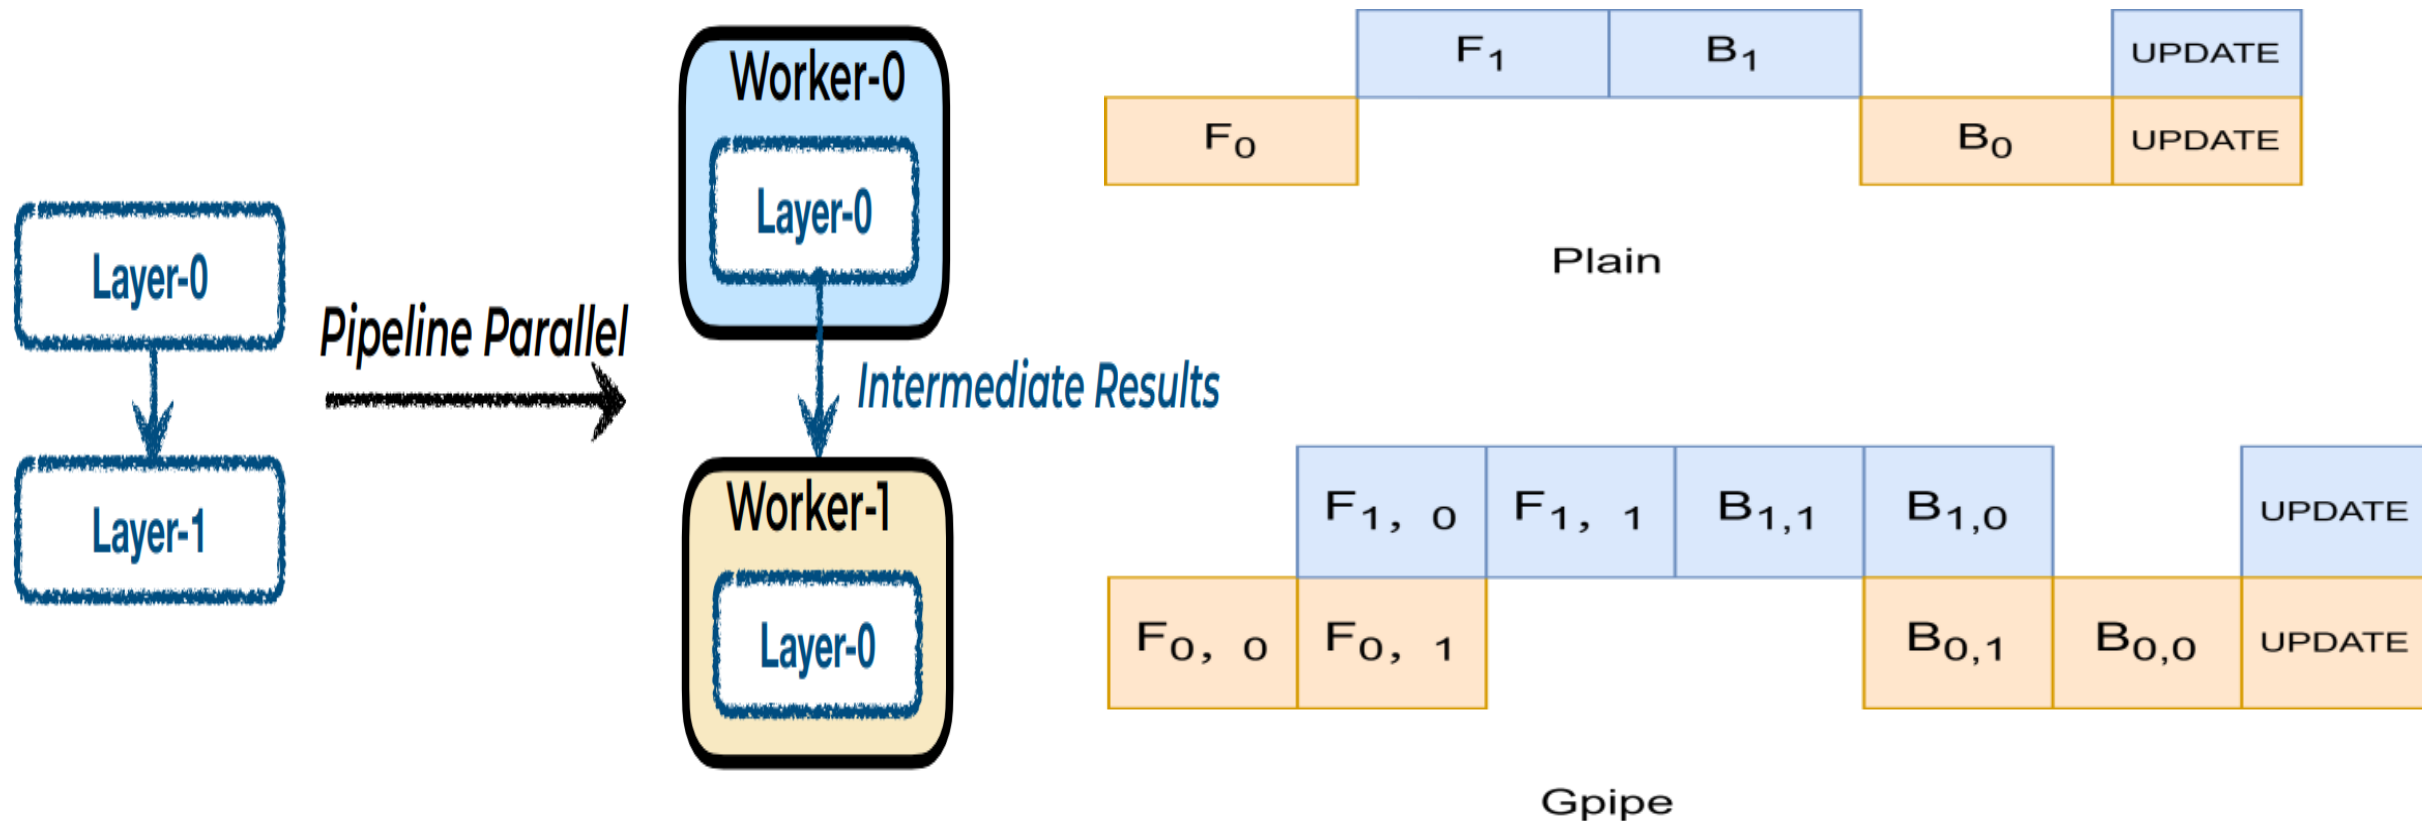 Layer-0
Layer-1
Pipeline Parallel
Worker-0
Layer-0
Intermediate Results
Worker-1
Layer-0
F1 B1 UPDATE
F0 B0 UPDATE
Plain
F1, 0 F1, 1 B1,1 B1,0 UPDATE
F0, 0 F0, 1 B0,1 B0,0 UPDATE
Gpipe